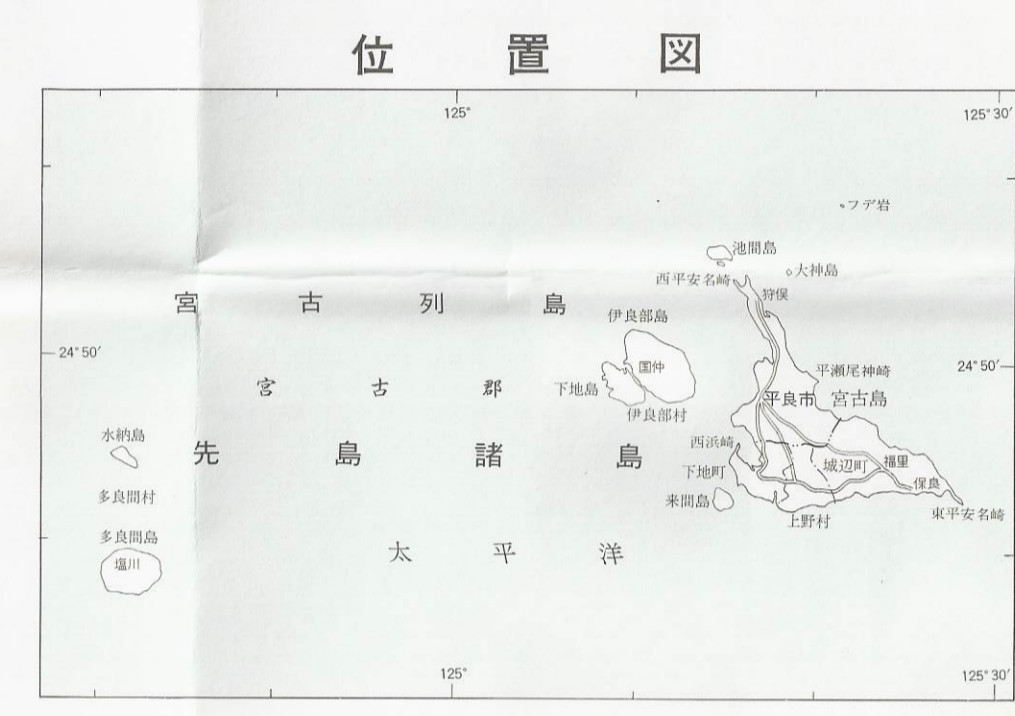 位置図
125°
125°30′
フデ岩
池間島
大神島
西平安名崎
狩俣
宮古列島
伊良部島
24°50′
24°50′
国仲
平瀬尾神崎
宮古郡
下地島
平良市
宮古島
伊良部村
水納島
先島諸島
西浜崎
下地町
城辺町
福里
保良
多良間村
来間島
東平安名崎
上野村
多良間島
塩川
太平洋
125°
125°30′